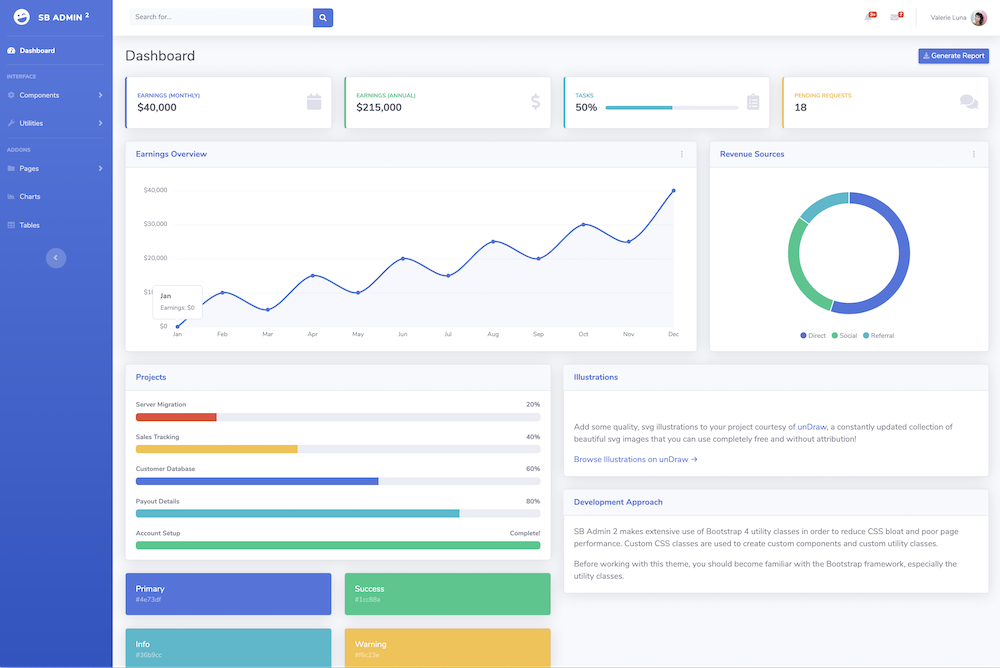 SB ADMIN 2
Search for...
3+
7
Valerie Luna
Dashboard
INTERFACE
Components
Utilities
ADDONS
Pages
Charts
Tables
Dashboard
Generate Report
EARNINGS (MONTHLY)
$40,000
EARNINGS (ANNUAL)
$215,000
TASKS
50%
PENDING REQUESTS
18
Earnings Overview
$40,000
$30,000
$20,000
$0
Jan
Earnings: $0
Jan Feb Mar Apr May Jun Jul Aug Sep Oct Nov Dec
Revenue Sources
Direct Social Referral
Projects
Server Migration 20%
Sales Tracking 40%
Customer Database 60%
Payout Details 80%
Account Setup Complete!
Primary
#4e73df
Success
#1cc88a
Info
#36b9cc
Warning
#f6c23e
Illustrations
Add some quality, svg illustrations to your project courtesy of unDraw, a constantly updated collection of
beautiful svg images that you can use completely free and without attribution!
Browse Illustrations on unDraw →
Development Approach
SB Admin 2 makes extensive use of Bootstrap 4 utility classes in order to reduce CSS bloat and poor page
performance. Custom CSS classes are used to create custom components and custom utility classes.
Before working with this theme, you should become familiar with the Bootstrap framework, especially the
utility classes.